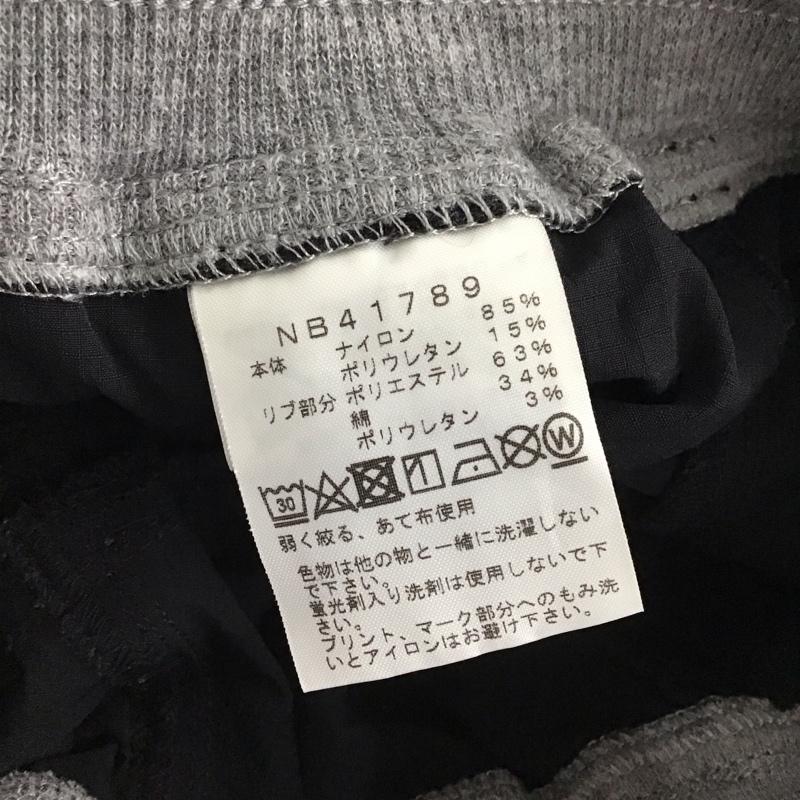 NB41789
本体 ナイロン 85%
ポリウレタン 15%
リブ部分 ポリエステル 63%
綿 34%
ポリウレタン 3%
30 W
弱く絞る、あて布使用
色物は他の物と一緒に洗濯しない
で下さい。
蛍光剤入り洗剤は使用しないで下
さい。
プリント、マーク部分へのもみ洗
いとアイロンはお避け下さい。